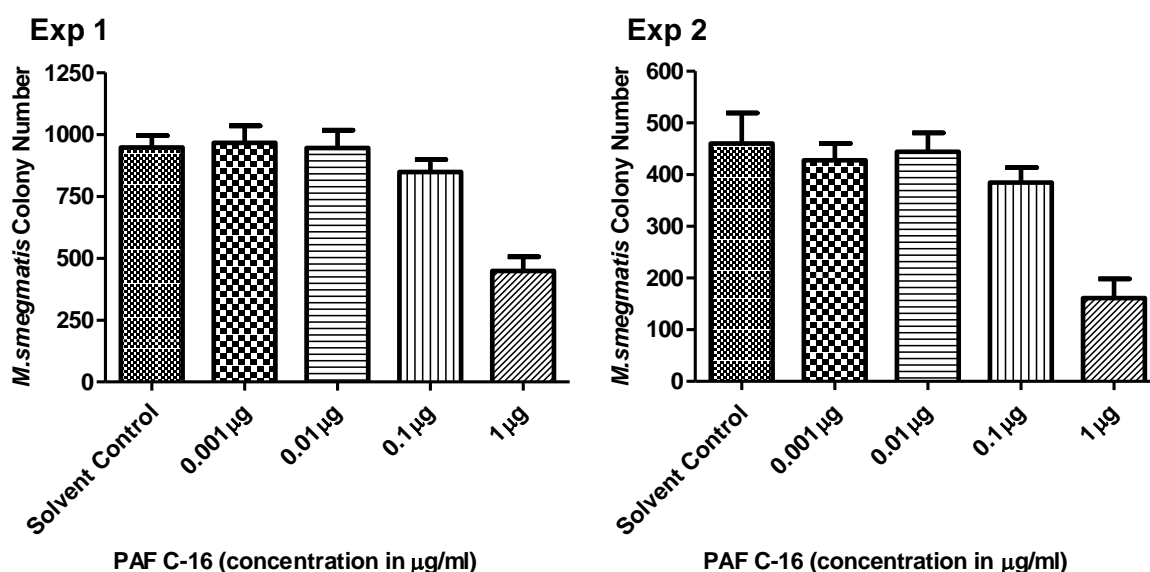 Exp 1
M.smegmatis Colony Number
1250
1000
750
500
250
0
Solvent Control
0.001µg
0.01µg
0.1µg
1µg
PAF C-16 (concentration in µg/ml)
Exp 2
M.smegmatis Colony Number
600
500
400
300
200
100
0
Solvent Control
0.001µg
0.01µg
0.1µg
1µg
PAF C-16 (concentration in µg/ml)